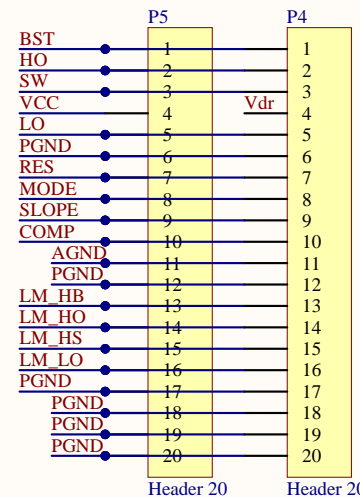 P5 P4
BST 1 1
HO 2 2
SW 3 3
VCC 4 Vdr 4
LO 5 5
PGND 6 6
RES 7 7
MODE 8 8
SLOPE 9 9
COMP 10 10
AGND 11 11
PGND 12 12
LM_HB 13 13
LM_HO 14 14
LM_HS 15 15
LM_LO 16 16
PGND 17 17
PGND 18 18
PGND 19 19
PGND 20 20
Header 20 Header 20